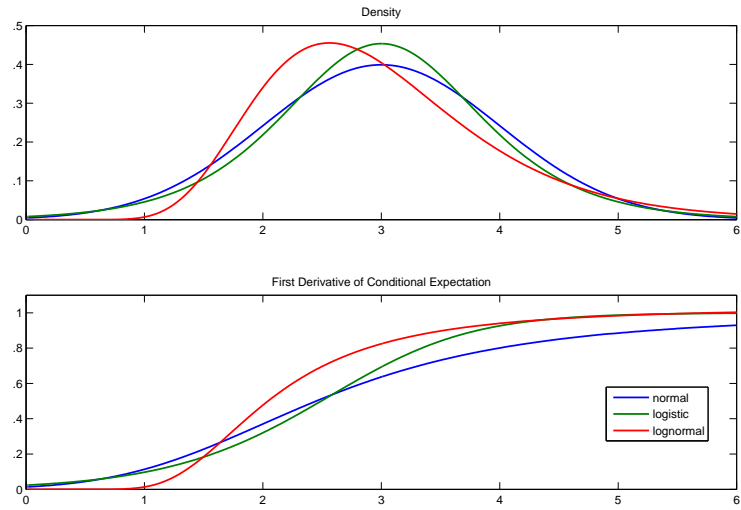 Density
.5
.4
.3
.2
.1
0
0 1 2 3 4 5 6
First Derivative of Conditional Expectation
1
.8
.6
.4
.2
0
0 1 2 3 4 5 6
normal
logistic
lognormal